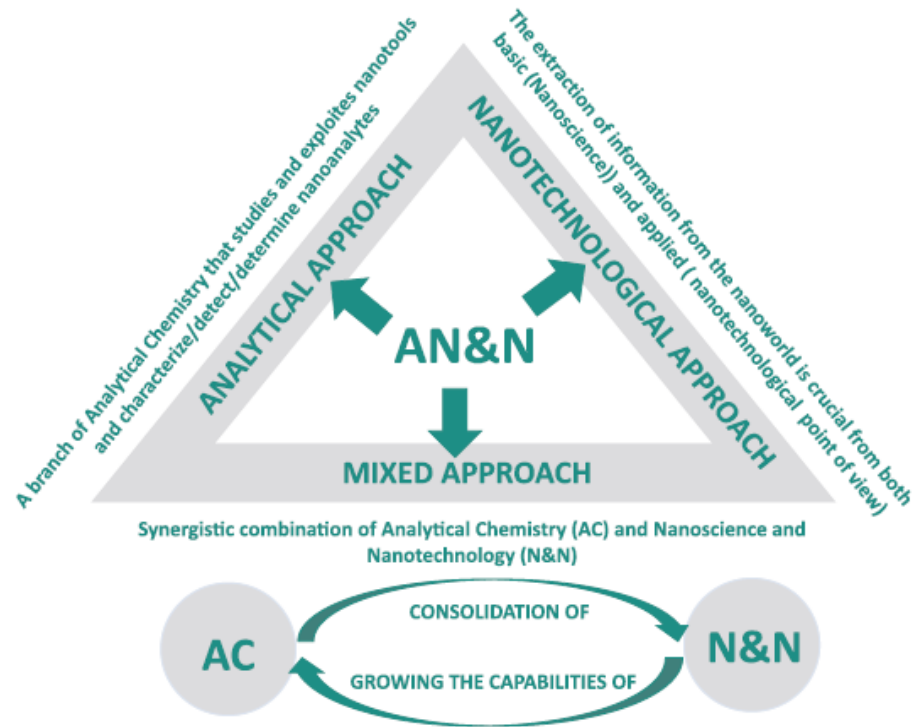 A branch of Analytical Chemistry that studies and exploites nanotools
and characterize/detect/determine nanoanalytes
ANALYTICAL APPROACH
The extraction of information from the nanoworld is crucial from both
basic (Nanoscience)) and applied ( nanotechnological point of view)
NANOTECHNOLOGICAL APPROACH
AN&N
MIXED APPROACH
Synergistic combination of Analytical Chemistry (AC) and Nanoscience and
Nanotechnology (N&N)
CONSOLIDATION OF
AC
N&N
GROWING THE CAPABILITIES OF